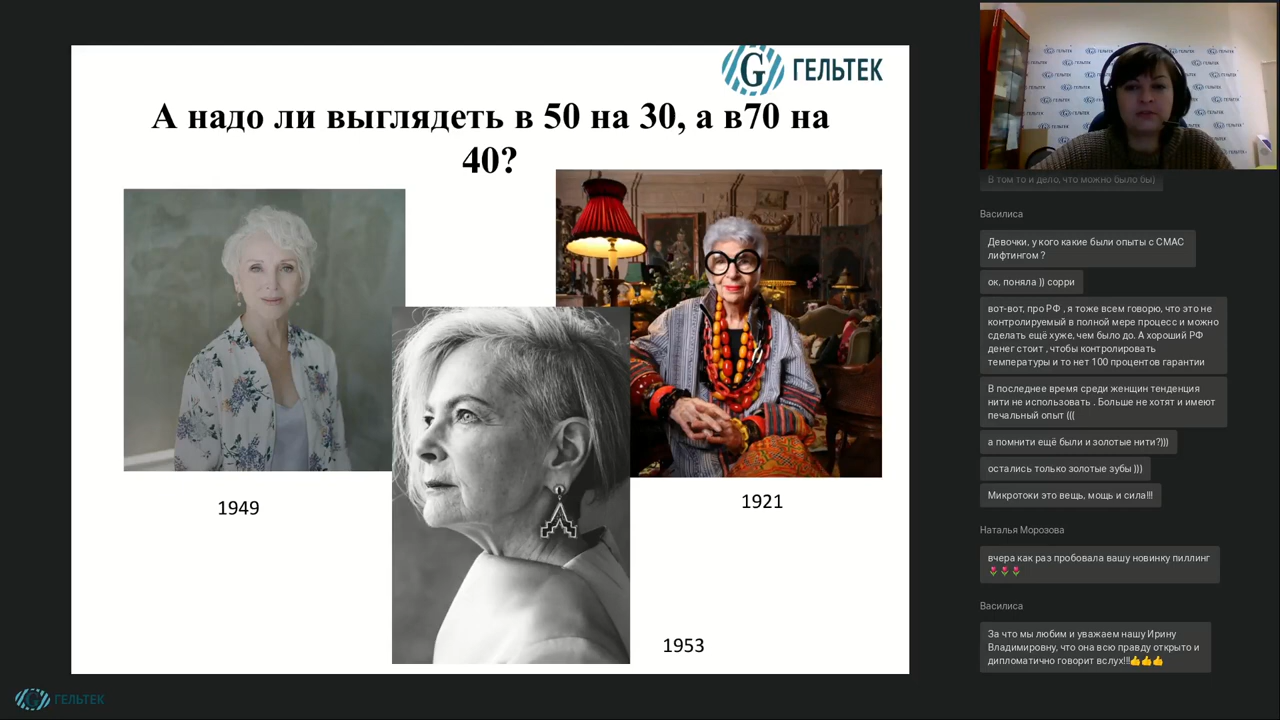 ГЕЛЬТЕК
А надо ли выглядеть в 50 на 30, а в70 на
40?
1949
1921
1953
ГЕЛЬТЕК
В том то и дело, что можно было бы)
Василиса
Девочки, у кого какие были опыты с СМАС
лифтингом ?
ок, поняла )) сорри
вот-вот, про РФ , я тоже всем говорю, что это не
контролируемый в полной мере процесс и можно
сделать ещё хуже, чем было до. А хороший РФ
денег стоит , чтобы контролировать
температуры и то нет 100 процентов гарантии
В последнее время среди женщин тенденция
нити не использовать . Больше не хотят и имеют
печальный опыт (((
а помнити ещё были и золотые нити?)))
остались только золотые зубы )))
Микротоки это вещь, мощь и сила!!!
Наталья Морозова
вчера как раз пробовала вашу новинку пиллинг
🌷🌷🌷
Василиса
За что мы любим и уважаем нашу Ирину
Владимировну, что она всю правду открыто и
дипломатично говорит вслух!!!👍👍👍